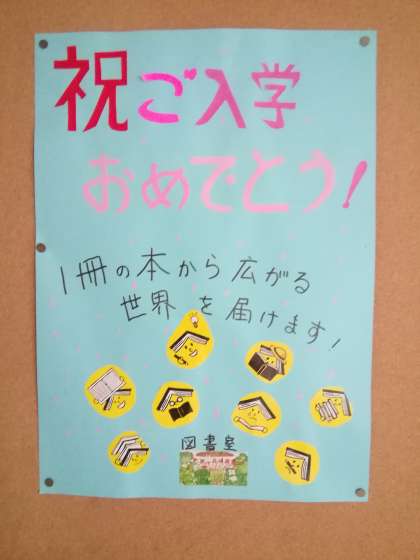 祝ご入学
おめでとう!
1冊の本から広がる
世界を届けます!
図書室